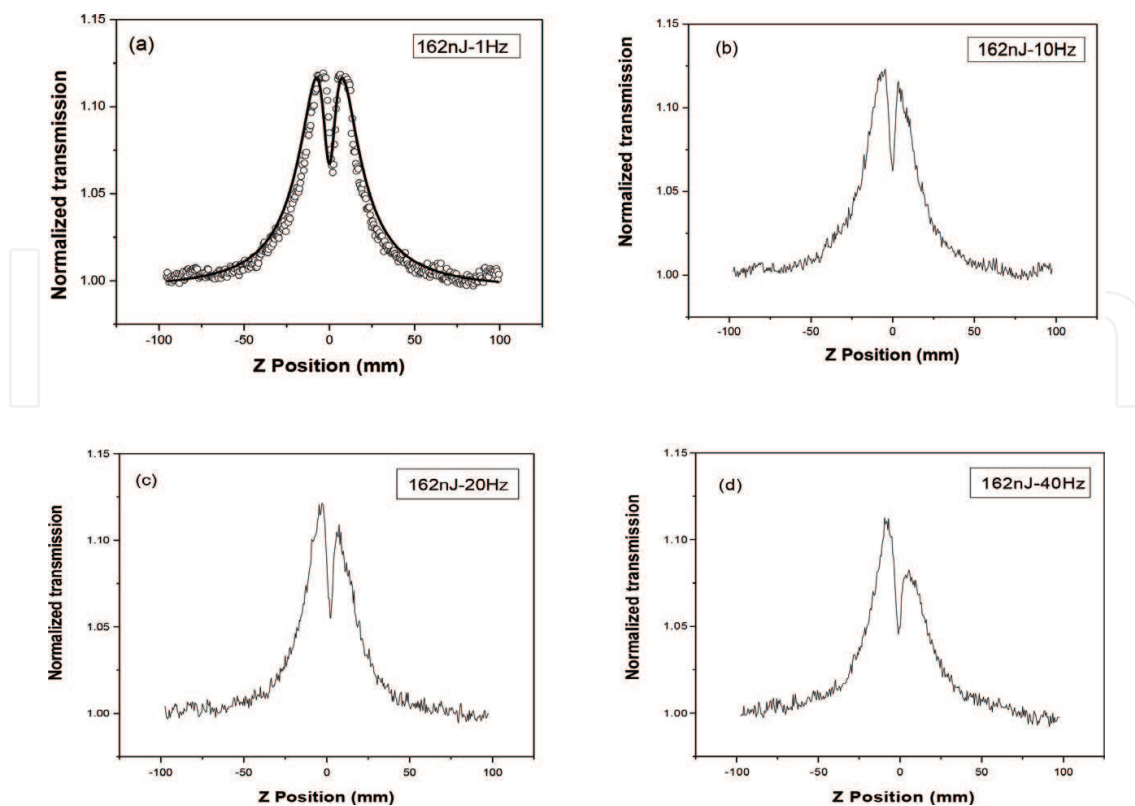 (a)
162nJ-1Hz
1.15
1.10
1.05
1.00
Normalized transmission
-100 -50 0 50 100
Z Position (mm)
(b)
162nJ-10Hz
1.15
1.10
1.05
1.00
Normalized transmission
-100 -50 0 50 100
Z Position (mm)
(c)
162nJ-20Hz
1.15
1.10
1.05
1.00
Normalized transmission
-100 -50 0 50 100
Z Position (mm)
(d)
162nJ-40Hz
1.15
1.10
1.05
1.00
Normalized transmission
-100 -50 0 50 100
Z Position (mm)